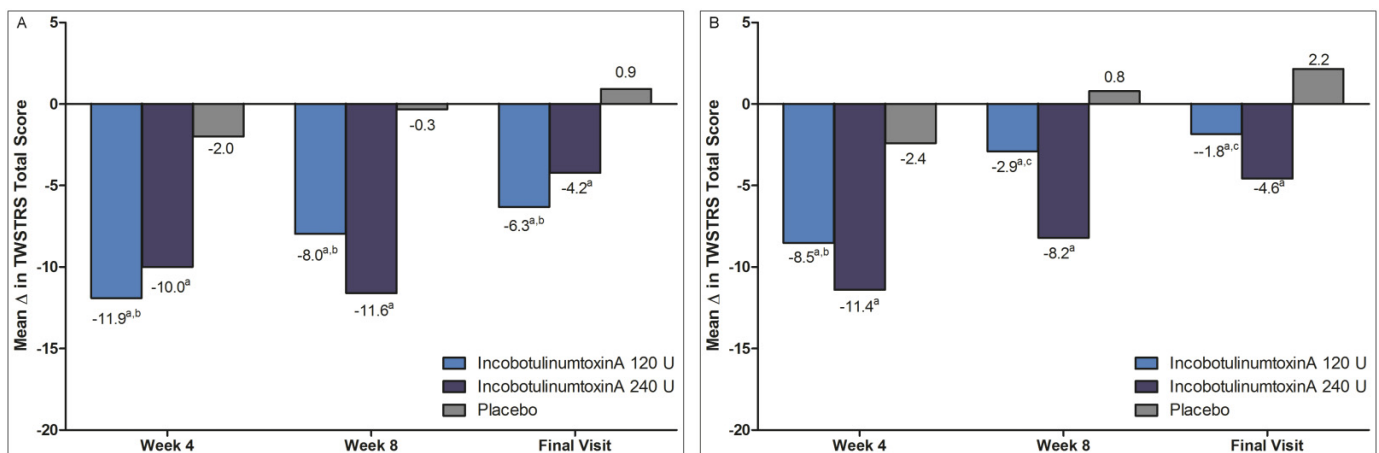 A
Mean Δ in TWSTRS Total Score
5
0
-5
-10
-15
-20
-11.9a,b
-10.0a
-2.0
-8.0a,b
-11.6a
-0.3
-6.3a,b
-4.2a
0.9
IncobotulinumtoxinA 120 U
IncobotulinumtoxinA 240 U
Placebo
Week 4 Week 8 Final Visit
B
Mean Δ in TWSTRS Total Score
5
0
-5
-10
-15
-20
-8.5a,b
-11.4a
-2.4
-2.9a,c
-8.2a
0.8
--1.8a,c
-4.6a
2.2
IncobotulinumtoxinA 120 U
IncobotulinumtoxinA 240 U
Placebo
Week 4 Week 8 Final Visit